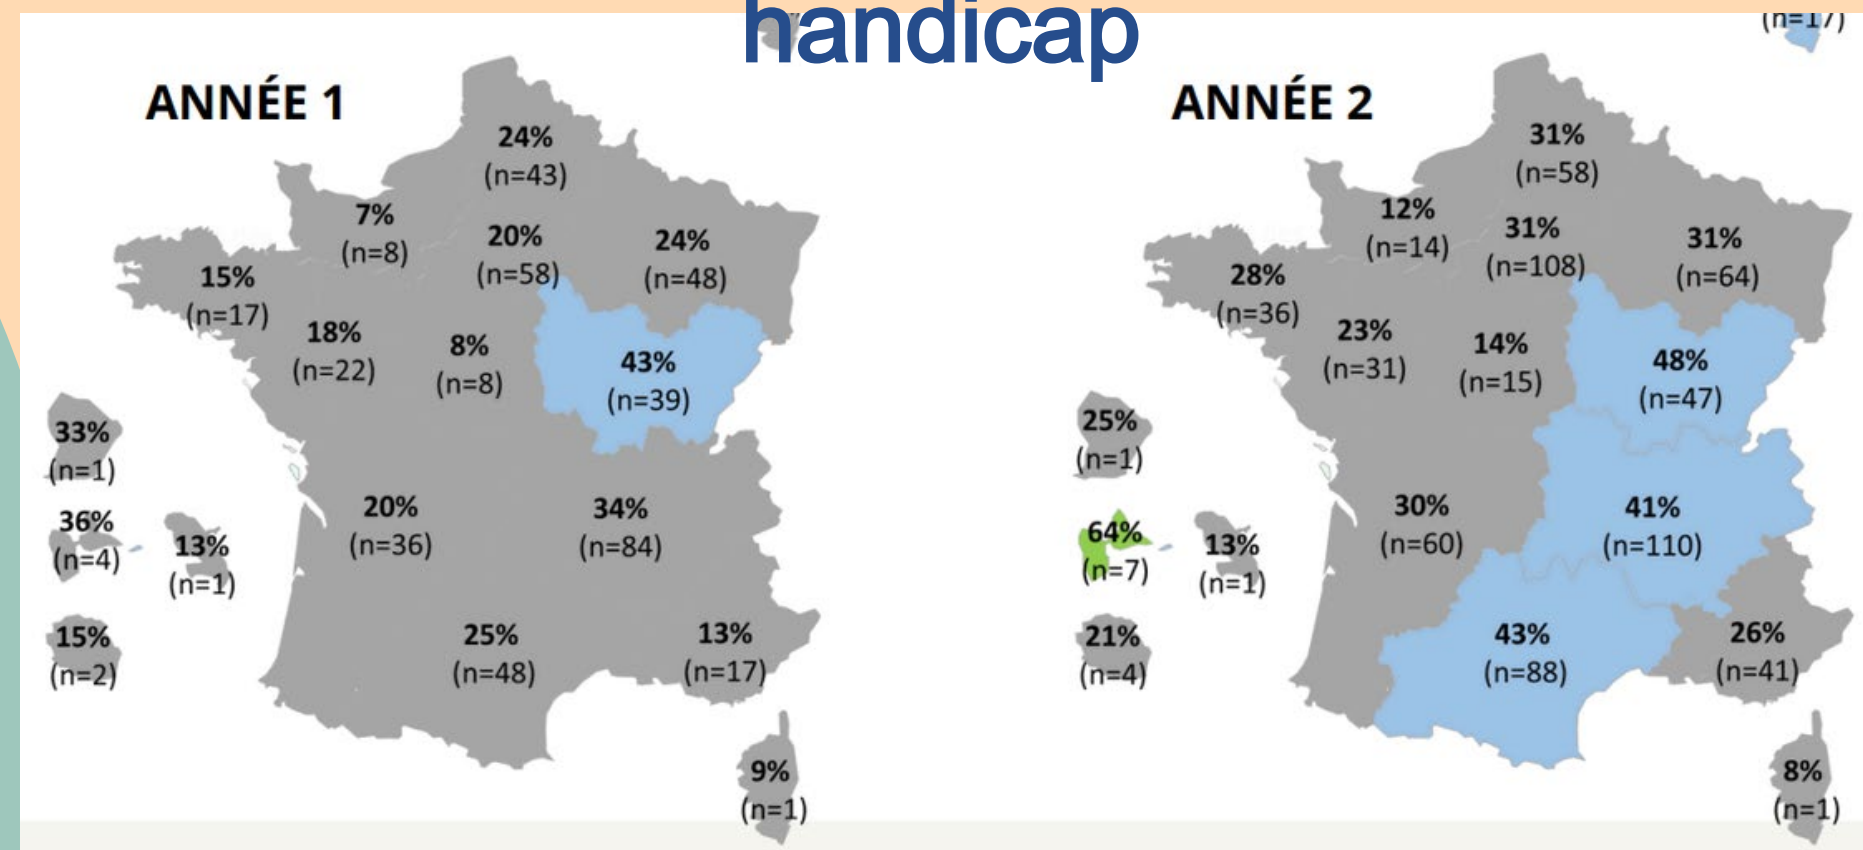 handicap
(n=17)
ANNÉE 1
24%
(n=43)
7%
(n=8)
20%
(n=58)
24%
(n=48)
15%
(n=17)
18%
(n=22)
8%
(n=8)
43%
(n=39)
33%
(n=1)
36%
(n=4)
13%
(n=1)
20%
(n=36)
34%
(n=84)
15%
(n=2)
25%
(n=48)
13%
(n=17)
9%
(n=1)
ANNÉE 2
31%
(n=58)
12%
(n=14)
31%
(n=108)
31%
(n=64)
28%
(n=36)
23%
(n=31)
14%
(n=15)
48%
(n=47)
25%
(n=1)
64%
(n=7)
13%
(n=1)
30%
(n=60)
41%
(n=110)
21%
(n=4)
43%
(n=88)
26%
(n=41)
8%
(n=1)